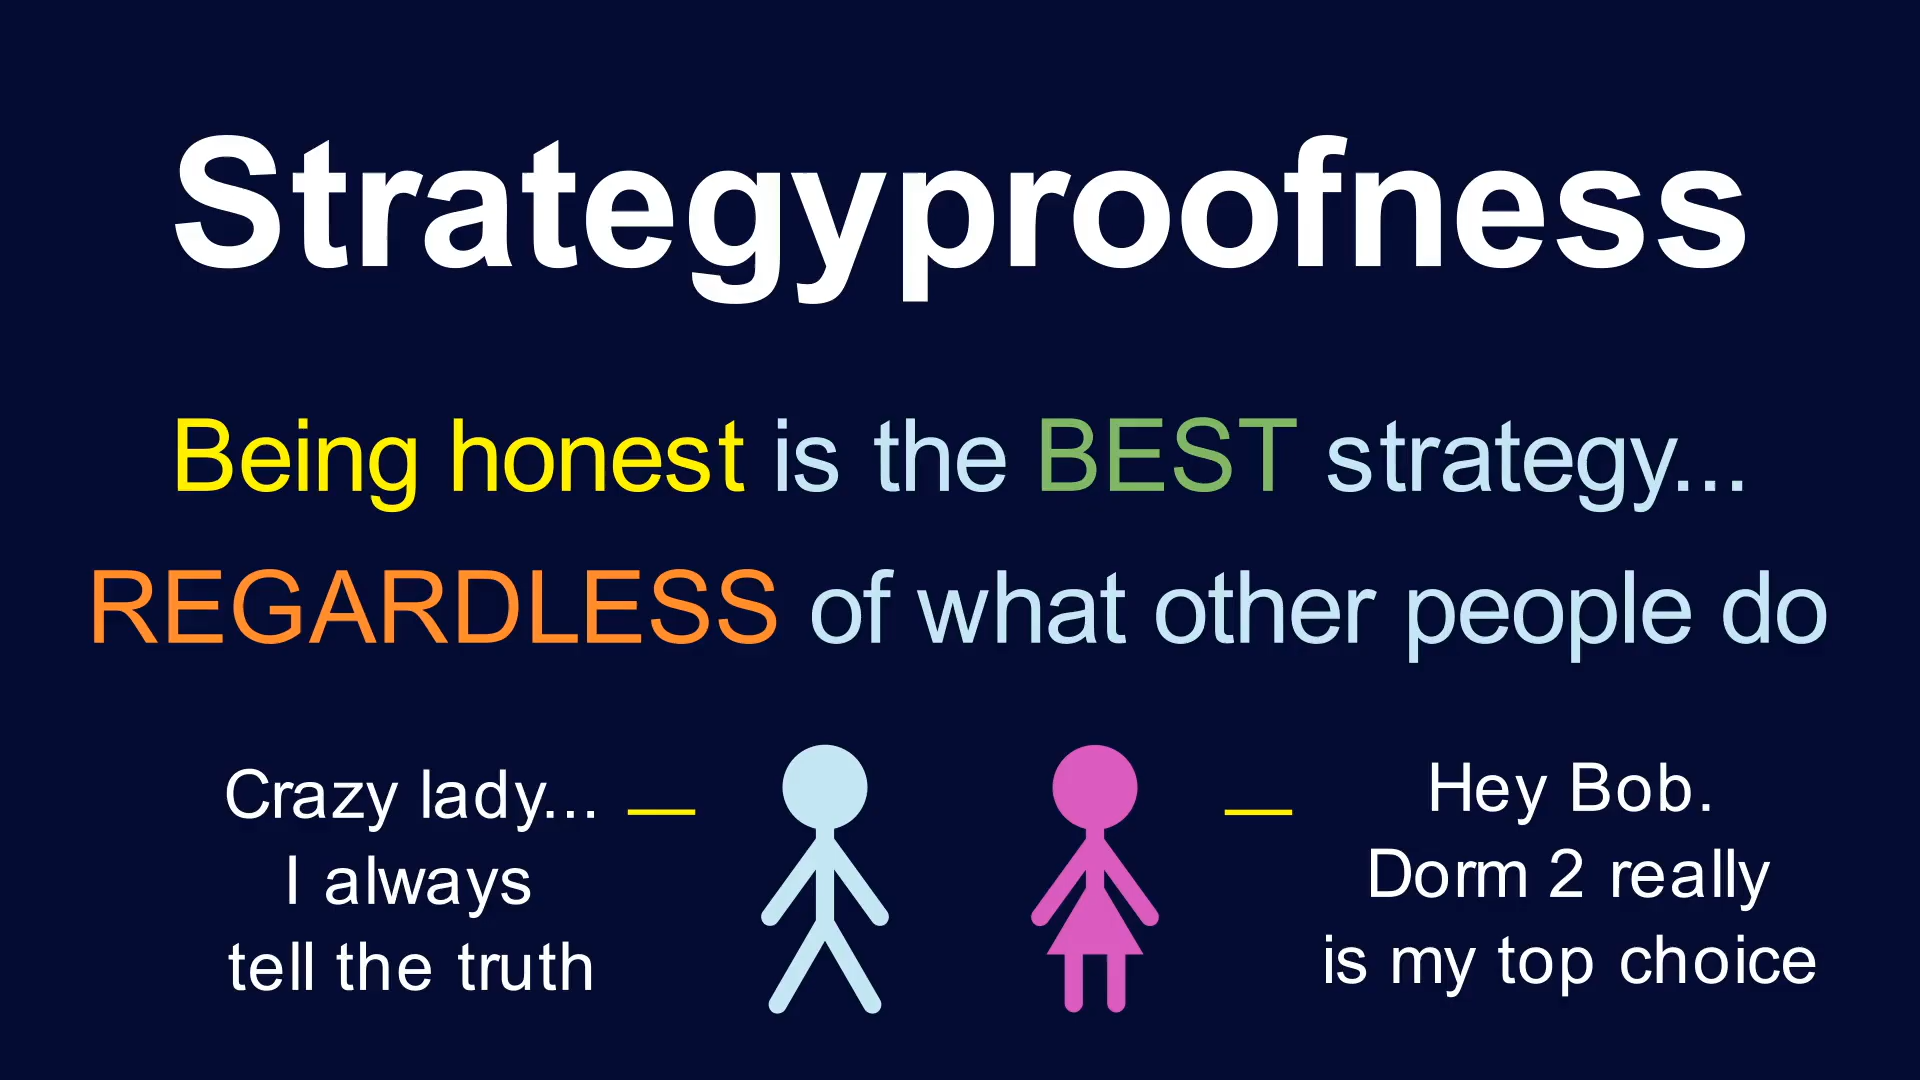 Strategyproofness
Being honest is the BEST strategy...
REGARDLESS of what other people do
Crazy lady...
I always
tell the truth
Hey Bob.
Dorm 2 really
is my top choice